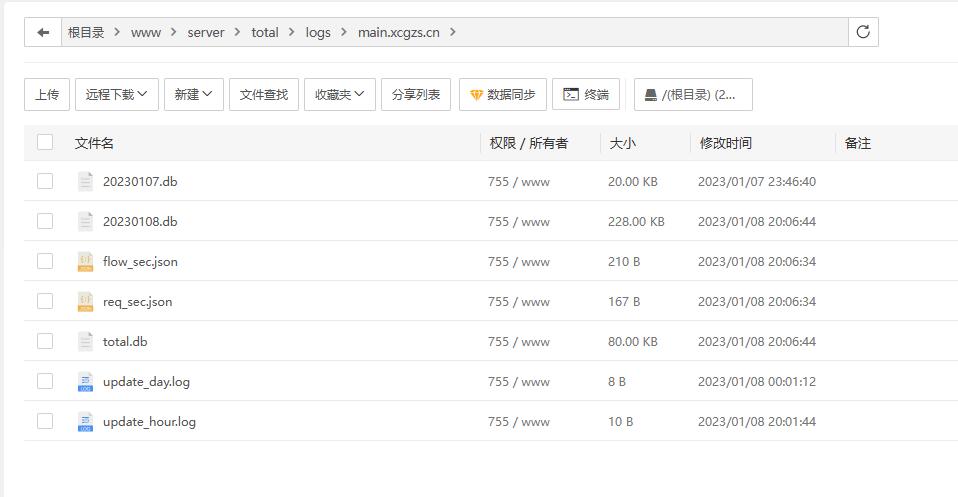 根目录 > www > server > total > logs > main.xcgzs.cn >
上传 远程下载 新建 文件查找 收藏夹 分享列表 数据同步 终端 /(根目录) (2...
文件名 权限 / 所有者 大小 修改时间 备注
20230107.db 755 / www 20.00 KB 2023/01/07 23:46:40
20230108.db 755 / www 228.00 KB 2023/01/08 20:06:44
flow_sec.json 755 / www 210 B 2023/01/08 20:06:34
req_sec.json 755 / www 167 B 2023/01/08 20:06:34
total.db 755 / www 80.00 KB 2023/01/08 20:06:44
update_day.log 755 / www 8 B 2023/01/08 00:01:12
update_hour.log 755 / www 10 B 2023/01/08 20:01:44